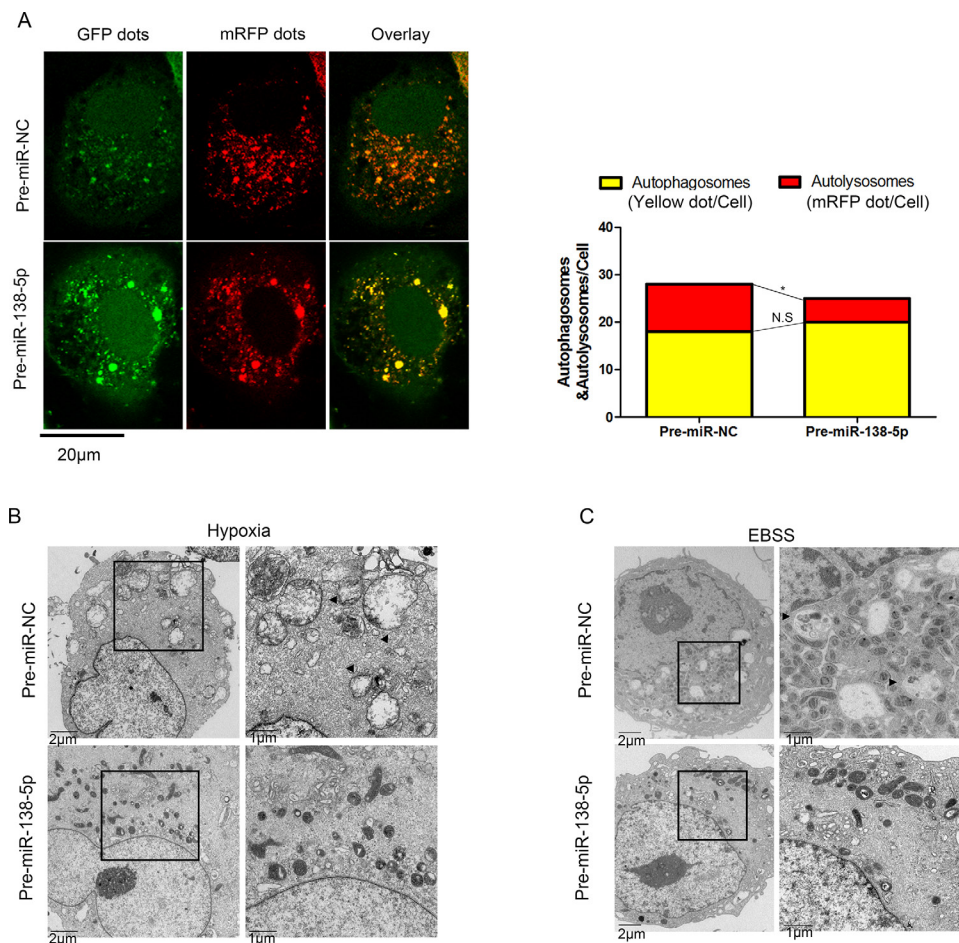 A
GFP dots
mRFP dots
Overlay
Pre-miR-NC
Pre-miR-138-5p
20μm
Autophagosomes
(Yellow dot/Cell)
Autolysosomes
(mRFP dot/Cell)
Autophagosomes
&Autolysosomes/Cell
40
30
20
10
0
*
N.S
Pre-miR-NC
Pre-miR-138-5p
B
Hypoxia
Pre-miR-NC
2μm
1μm
Pre-miR-138-5p
2μm
1μm
C
EBSS
Pre-miR-NC
2μm
1μm
Pre-miR-138-5p
2μm
1μm